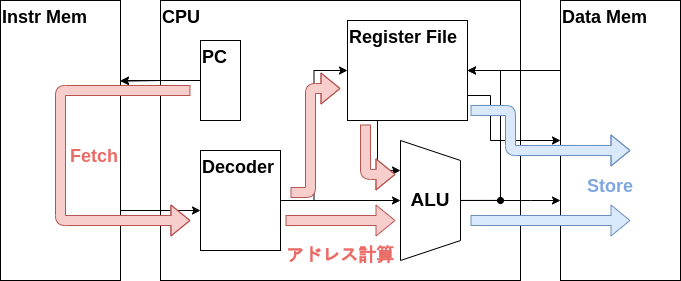 Instr Mem
CPU
Data Mem
PC
Register File
Fetch
Decoder
ALU
Store
アドレス計算